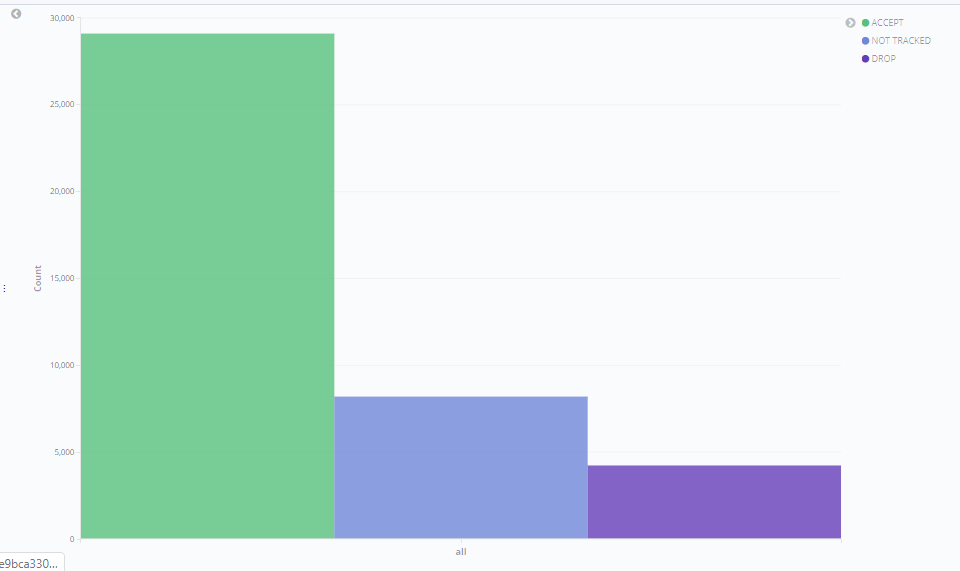 30,000
25,000
20,000
15,000
10,000
5,000
0
Count
all
ACCEPT
NOT TRACKED
DROP
e9bca330...